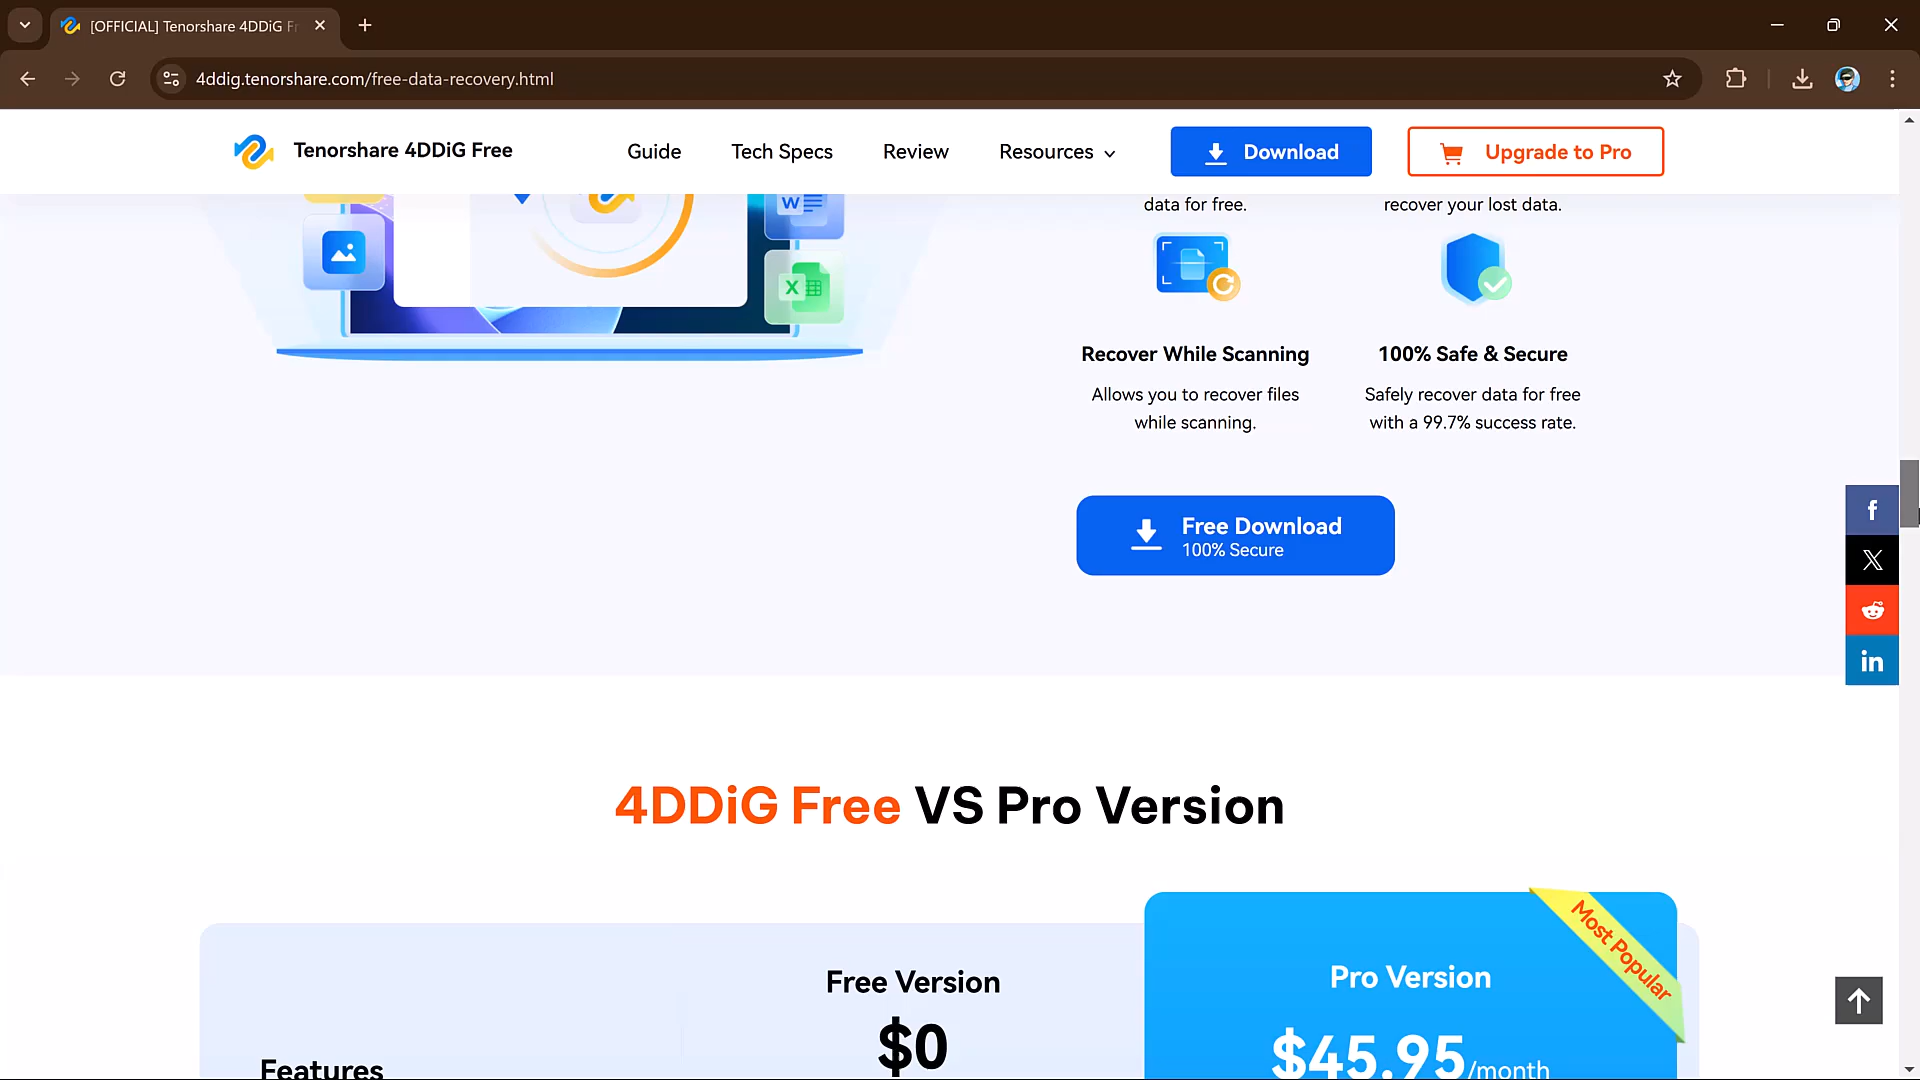 [OFFICIAL] Tenorshare 4DDiG Fr
4ddig.tenorshare.com/free-data-recovery.html
Tenorshare 4DDiG Free
Guide
Tech Specs
Review
Resources
Download
Upgrade to Pro
data for free.
recover your lost data.
W
X
Recover While Scanning
100% Safe & Secure
Allows you to recover files
while scanning.
Safely recover data for free
with a 99.7% success rate.
Free Download
100% Secure
f
X
in
4DDiG Free VS Pro Version
Most Popular
Free Version
Pro Version
$0
$45.95/month
Features